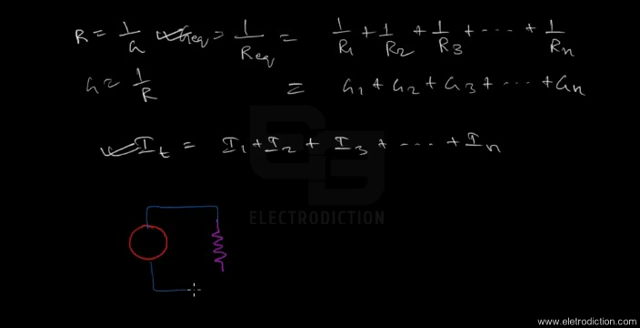 R = 1/G ✓Geq = 1/Req = 1/R1 + 1/R2 + 1/R3 + ..... + 1/Rn
G = 1/R = G1 + G2 + G3 + ..... + Gn
✓It = I1 + I2 + I3 + ..... + In
ELECTRODICTION
www.eletrodiction.com